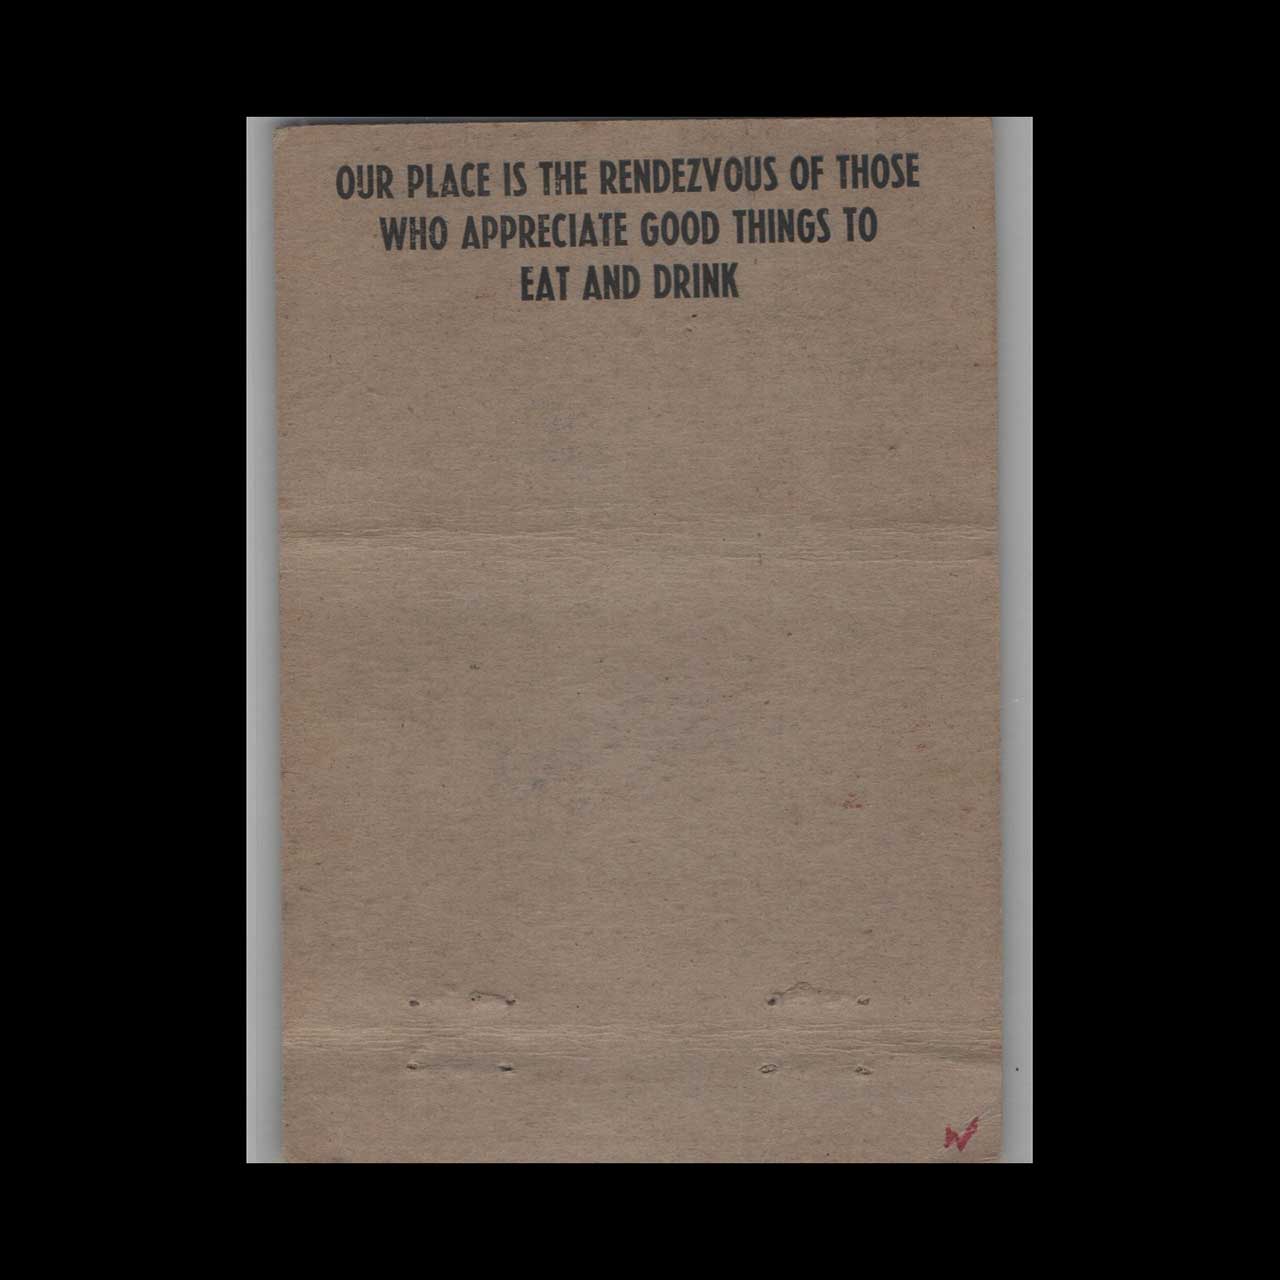 OUR PLACE IS THE RENDEZVOUS OF THOSE
WHO APPRECIATE GOOD THINGS TO
EAT AND DRINK
W